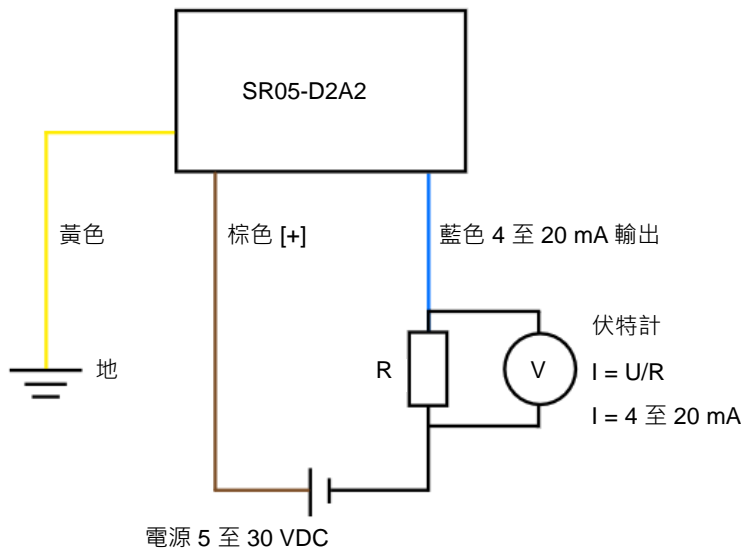 SR05-D2A2
黃色
棕色 [+]
藍色 4 至 20 mA 輸出
伏特計
地
R
V
I = U/R
I = 4 至 20 mA
電源 5 至 30 VDC